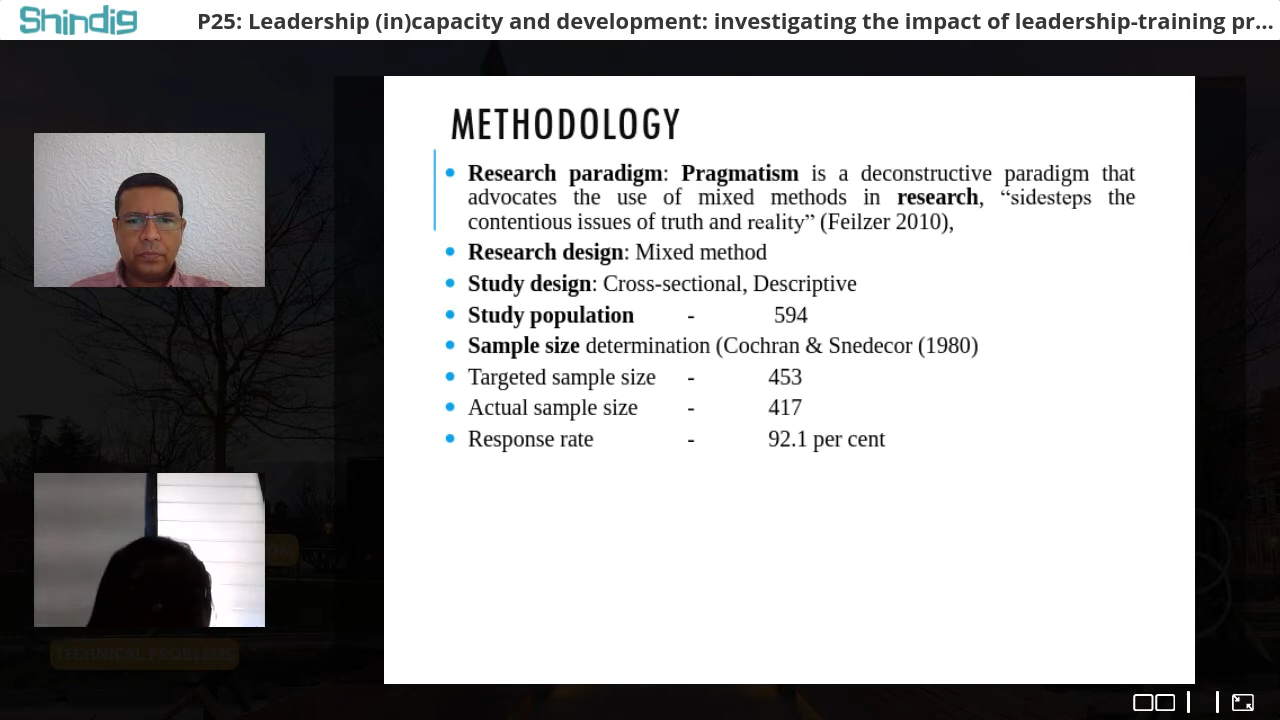 Shindig
P25: Leadership (in)capacity and development: investigating the impact of leadership-training pr...
METHODOLOGY
Research paradigm: Pragmatism is a deconstructive paradigm that
advocates the use of mixed methods in research, “sidesteps the
contentious issues of truth and reality” (Feilzer 2010),
Research design: Mixed method
Study design: Cross-sectional, Descriptive
Study population - 594
Sample size determination (Cochran & Snedecor (1980)
Targeted sample size - 453
Actual sample size - 417
Response rate - 92.1 per cent
TECHNICAL PROBLEMS